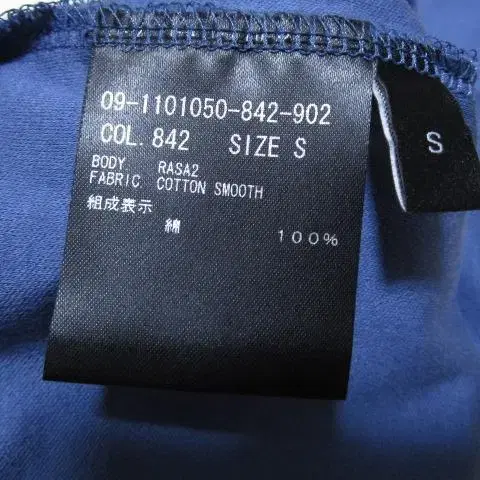 09-1101050-842-902
COL. 842 SIZE S
BODY RASA2
FABRIC COTTON SMOOTH
組成表示
綿 100%
S